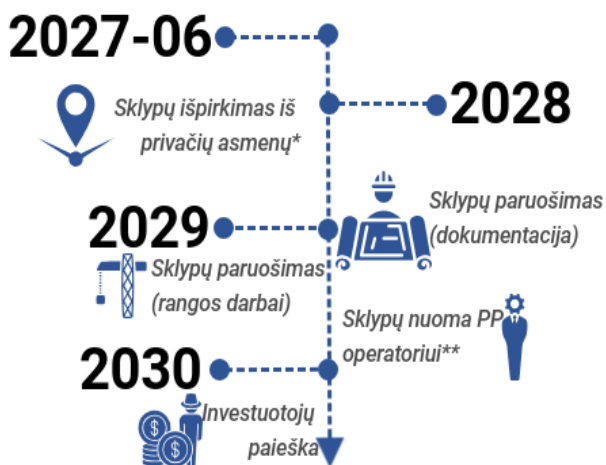 2027-06
Sklypų išpirkimas iš
privačių asmenų*
2028
Sklypų paruošimas
(dokumentacija)
2029
Sklypų paruošimas
(rangos darbai)
Sklypų nuoma PP
operatoriui**
2030
Investuotojų
paieška